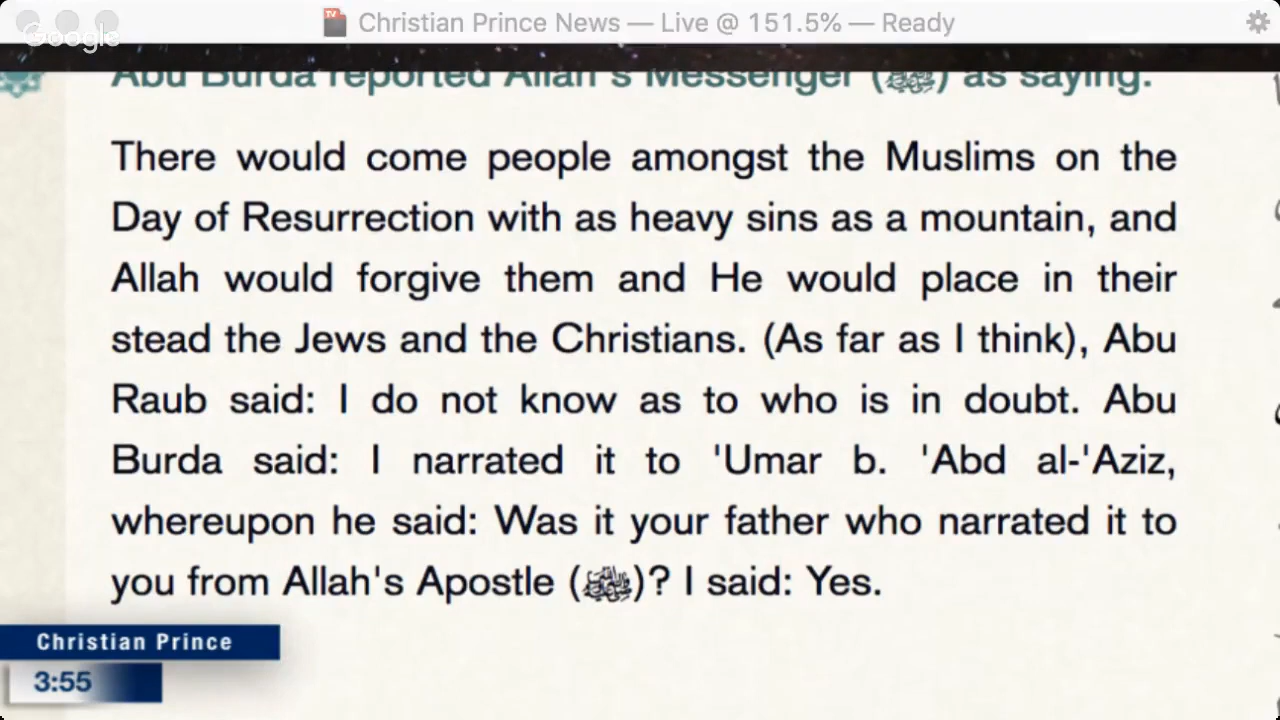 Christian Prince News — Live @ 151.5% — Ready
Google
Abu Burda reported Allah's Messenger (ﷺ) as saying:
There would come people amongst the Muslims on the
Day of Resurrection with as heavy sins as a mountain, and
Allah would forgive them and He would place in their
stead the Jews and the Christians. (As far as I think), Abu
Raub said: I do not know as to who is in doubt. Abu
Burda said: I narrated it to 'Umar b. 'Abd al-'Aziz,
whereupon he said: Was it your father who narrated it to
you from Allah's Apostle (ﷺ)? I said: Yes.
Christian Prince
3:55